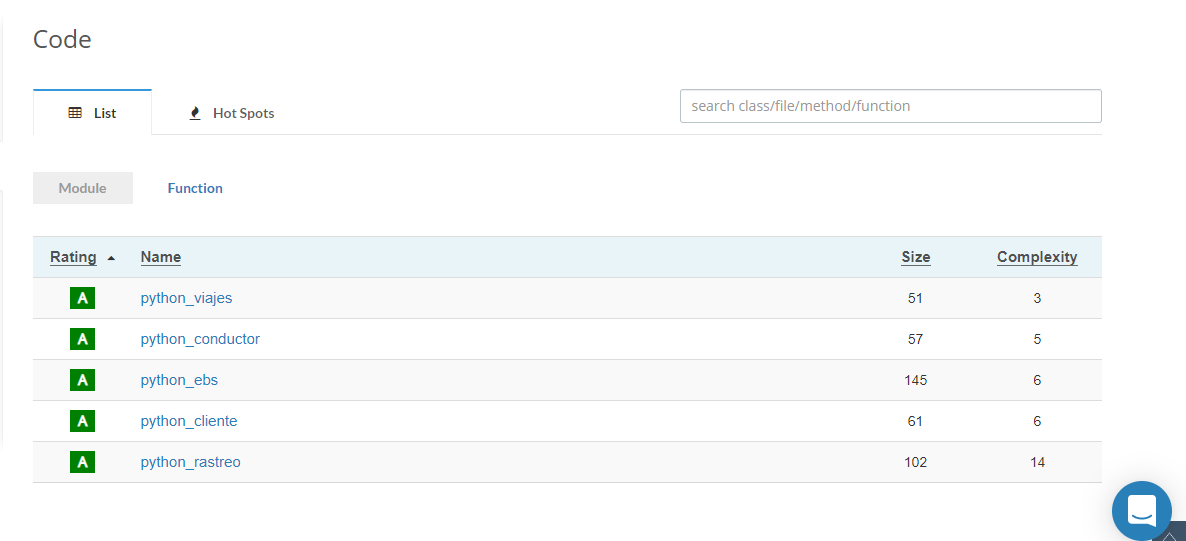 Code
List Hot Spots search class/file/method/function
Module Function
Rating Name Size Complexity
A python_viajes 51 3
A python_conductor 57 5
A python_ebs 145 6
A python_cliente 61 6
A python_rastreo 102 14